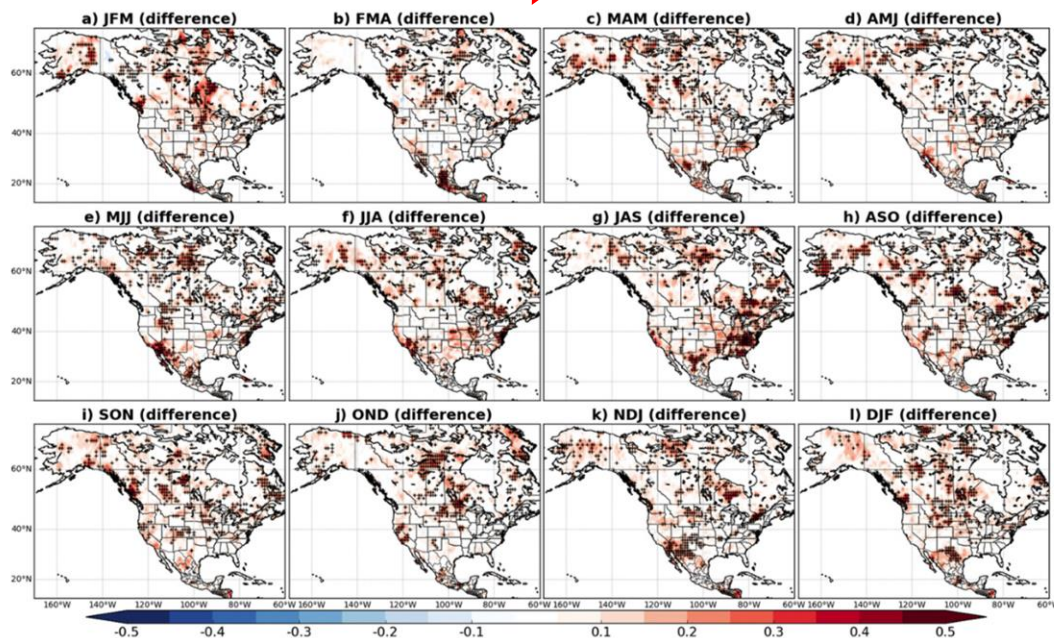 a) JFM (difference) b) FMA (difference) c) MAM (difference) d) AMJ (difference)
60°N
40°N
20°N
e) MJJ (difference) f) JJA (difference) g) JAS (difference) h) ASO (difference)
60°N
40°N
20°N
i) SON (difference) j) OND (difference) k) NDJ (difference) l) DJF (difference)
60°N
40°N
20°N
160°W 140°W 120°W 100°W 80°W 60°W 160°W 140°W 120°W 100°W 80°W 60°W 160°W 140°W 120°W 100°W 80°W 60°W 160°W 140°W 120°W 100°W 80°W 60°W
-0.5 -0.4 -0.3 -0.2 -0.1 0.1 0.2 0.3 0.4 0.5